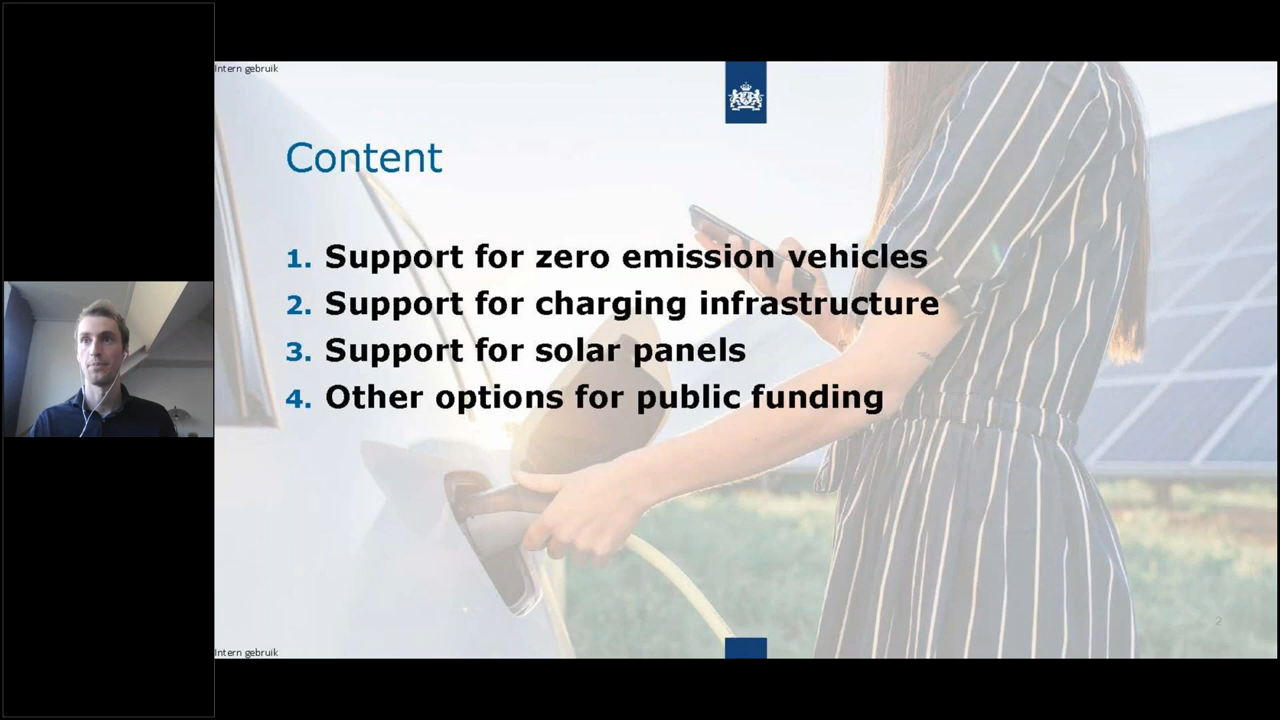 Intern gebruik
Content
1. Support for zero emission vehicles
2. Support for charging infrastructure
3. Support for solar panels
4. Other options for public funding
2
Intern gebruik